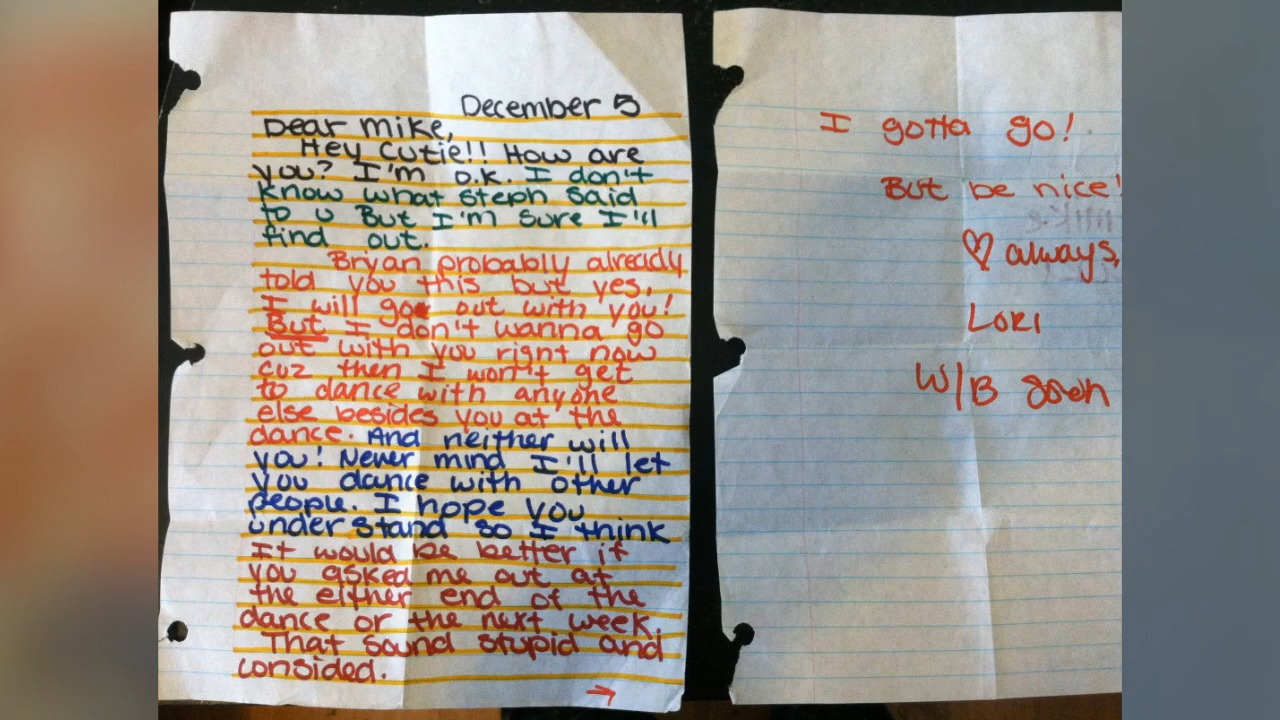 December 5
Dear Mike,
Hey Cutie!! How are
you? I'm o.k. I don't
know what Steph Said
to u But I'm Sure I'll
find out.
Bryan probably already
told you this but yes,
I will go out with you!
But I don't wanna go
out with you right now
cuz then I won't get
to dance with anyone
else besides you at the
dance. And neither will
you! Never mind I'll let
you dance with other
people. I hope you
under stand so I think
It would be better if
you asked me out at
the either end of the
dance or the next week.
That sound stupid and
consided.
→
I gotta go!
But be nice!
♡ always,
Lori
W/B soon